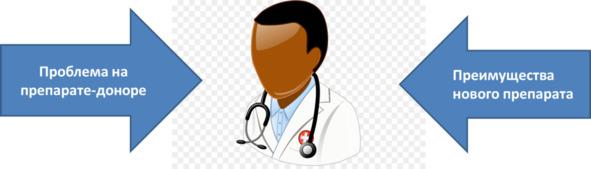 Проблема на
препарате-доноре
Преимущества
нового препарата